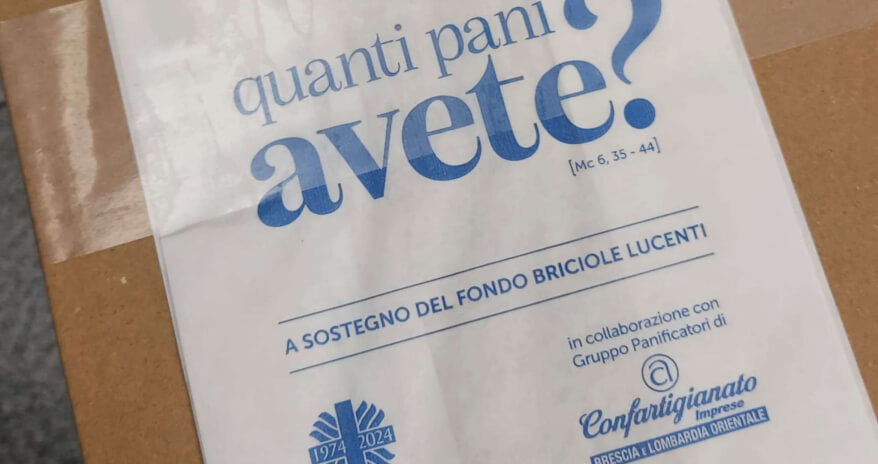 quanti pani
avete?
[Mc 6, 35 - 44]
A SOSTEGNO DEL FONDO BRICIOLE LUCENTI
in collaborazione con
Gruppo Panificatori di
Confartigianato
Imprese
BRESCIA E LOMBARDIA ORIENTALE
1974 2024